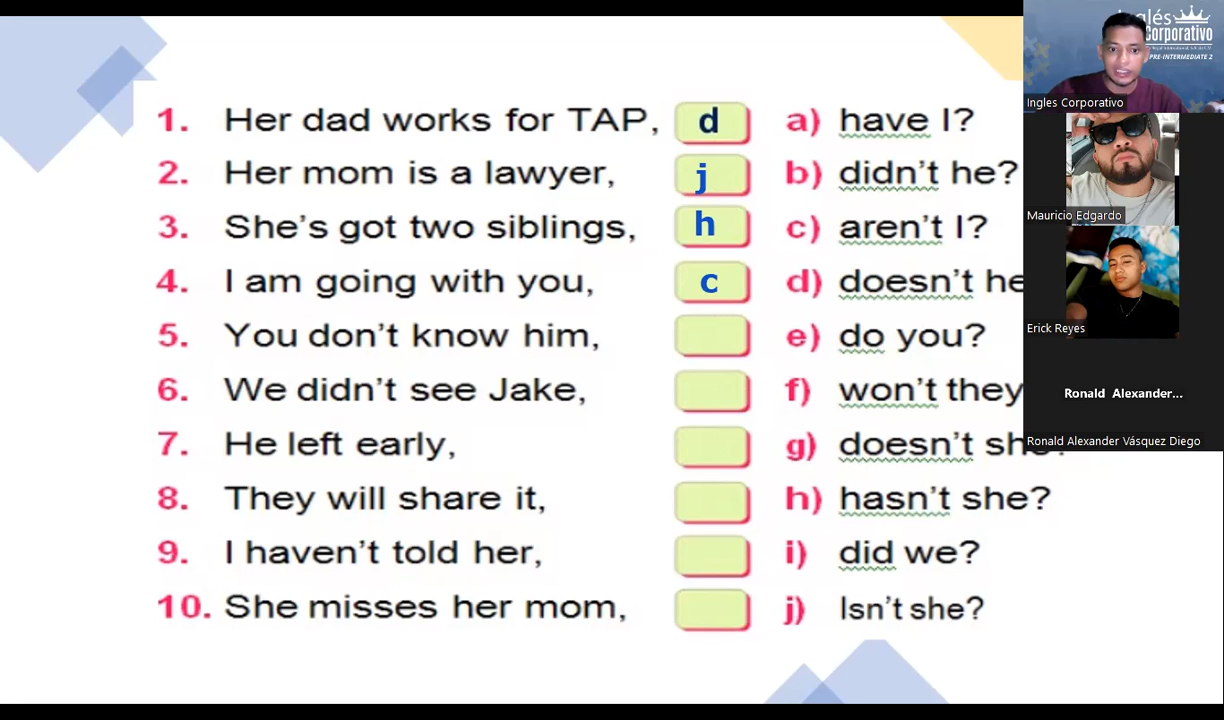 1. Her dad works for TAP, d a) have I?
2. Her mom is a lawyer, j b) didn't he?
3. She's got two siblings, h c) aren't I?
4. I am going with you, c d) doesn't he
5. You don't know him, e) do you?
6. We didn't see Jake, f) won't they
7. He left early, g) doesn't
8. They will share it, h) hasn't she?
9. I haven't told her, i) did we?
10. She misses her mom, j) Isn't she?
Corporativo
PRE-INTERMEDIATE 2
Ingles Corporativo
Mauricio Edgardo
Erick Reyes
Ronald Alexander...
Ronald Alexander Vásquez Diego